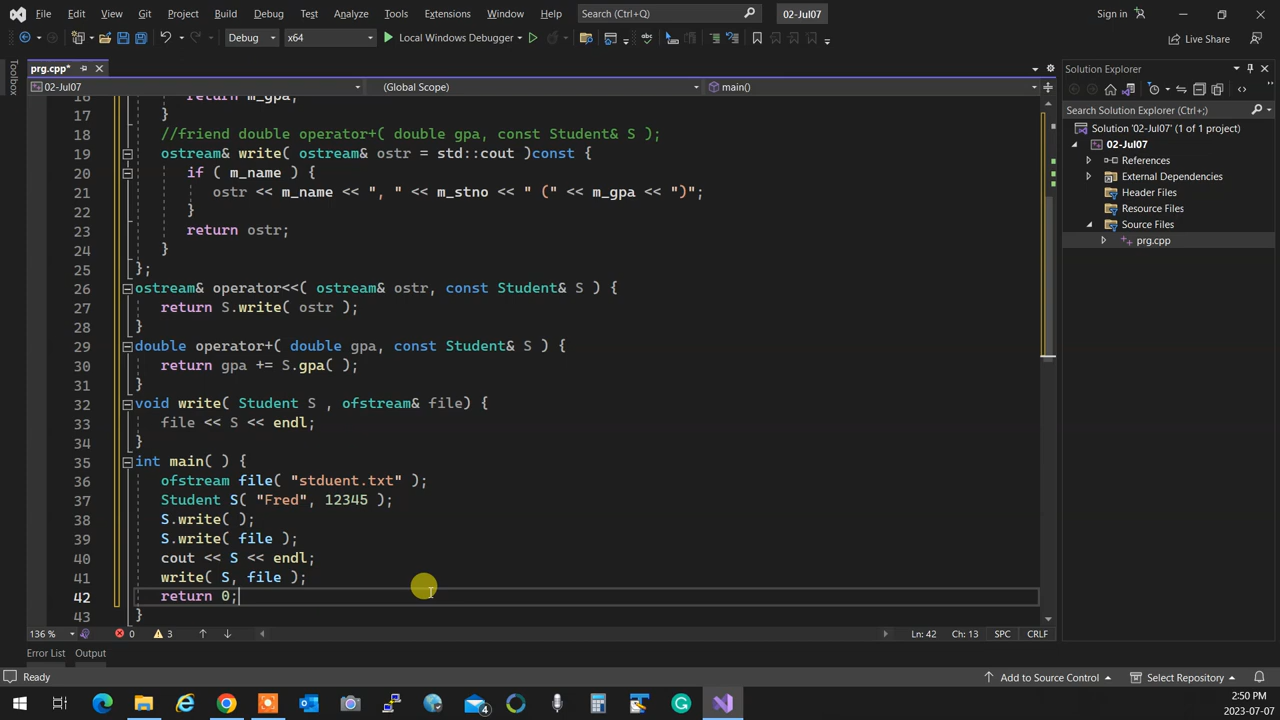 File Edit View Git Project Build Debug Test Analyze Tools Extensions Window Help Search (Ctrl+Q) 02-Jul07 Sign in
Debug x64 Local Windows Debugger Live Share
Toolbox
prg.cpp*
02-Jul07 (Global Scope) main()
16 return m_gpa;
17 }
18 //friend double operator+( double gpa, const Student& S );
19 ostream& write( ostream& ostr = std::cout )const {
20 if ( m_name ) {
21 ostr << m_name << ", " << m_stno << " (" << m_gpa << ")";
22 }
23 return ostr;
24 }
25 };
26 ostream& operator<<( ostream& ostr, const Student& S ) {
27 return S.write( ostr );
28 }
29 double operator+( double gpa, const Student& S ) {
30 return gpa += S.gpa( );
31 }
32 void write( Student S , ofstream& file) {
33 file << S << endl;
34 }
35 int main( ) {
36 ofstream file( "stduent.txt" );
37 Student S( "Fred", 12345 );
38 S.write( );
39 S.write( file );
40 cout << S << endl;
41 write( S, file );
42 return 0;
43 }
136 % 0 3 Ln: 42 Ch: 13 SPC CRLF
Solution Explorer
Search Solution Explorer (Ctrl+;)
Solution '02-Jul07' (1 of 1 project)
02-Jul07
References
External Dependencies
Header Files
Resource Files
Source Files
prg.cpp
Error List Output
Ready Add to Source Control Select Repository
4
2:50 PM
2023-07-07